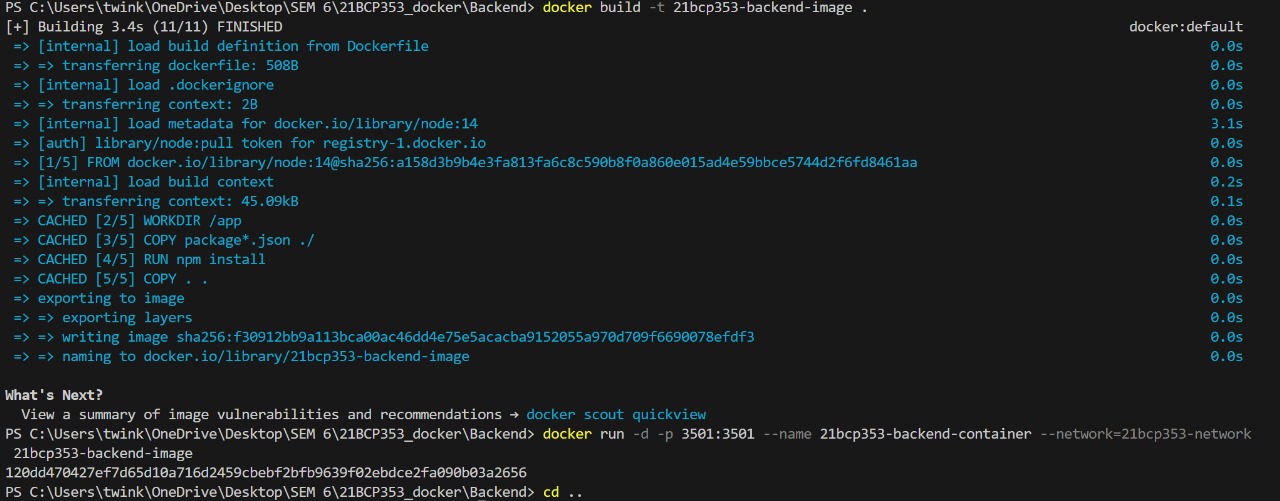 PS C:\Users\twink\OneDrive\Desktop\SEM 6\21BCP353_docker\Backend> docker build -t 21bcp353-backend-image .
[+] Building 3.4s (11/11) FINISHED docker:default
=> [internal] load build definition from Dockerfile 0.0s
=> => transferring dockerfile: 508B 0.0s
=> [internal] load .dockerignore 0.0s
=> => transferring context: 2B 0.0s
=> [internal] load metadata for docker.io/library/node:14 3.1s
=> [auth] library/node:pull token for registry-1.docker.io 0.0s
=> [1/5] FROM docker.io/library/node:14@sha256:a158d3b9b4e3fa813fa6c8c590b8f0a860e015ad4e59bbce5744d2f6fd8461aa 0.0s
=> [internal] load build context 0.2s
=> => transferring context: 45.09kB 0.1s
=> CACHED [2/5] WORKDIR /app 0.0s
=> CACHED [3/5] COPY package*.json ./ 0.0s
=> CACHED [4/5] RUN npm install 0.0s
=> CACHED [5/5] COPY . . 0.0s
=> exporting to image 0.0s
=> => exporting layers 0.0s
=> => writing image sha256:f30912bb9a113bca00ac46dd4e75e5acacba9152055a970d709f6690078efdf3 0.0s
=> => naming to docker.io/library/21bcp353-backend-image 0.0s
What's Next?
View a summary of image vulnerabilities and recommendations → docker scout quickview
PS C:\Users\twink\OneDrive\Desktop\SEM 6\21BCP353_docker\Backend> docker run -d -p 3501:3501 --name 21bcp353-backend-container --network=21bcp353-network
21bcp353-backend-image
120dd470427ef7d65d10a716d2459cbebf2bfb9639f02ebdce2fa090b03a2656
PS C:\Users\twink\OneDrive\Desktop\SEM 6\21BCP353_docker\Backend> cd ..